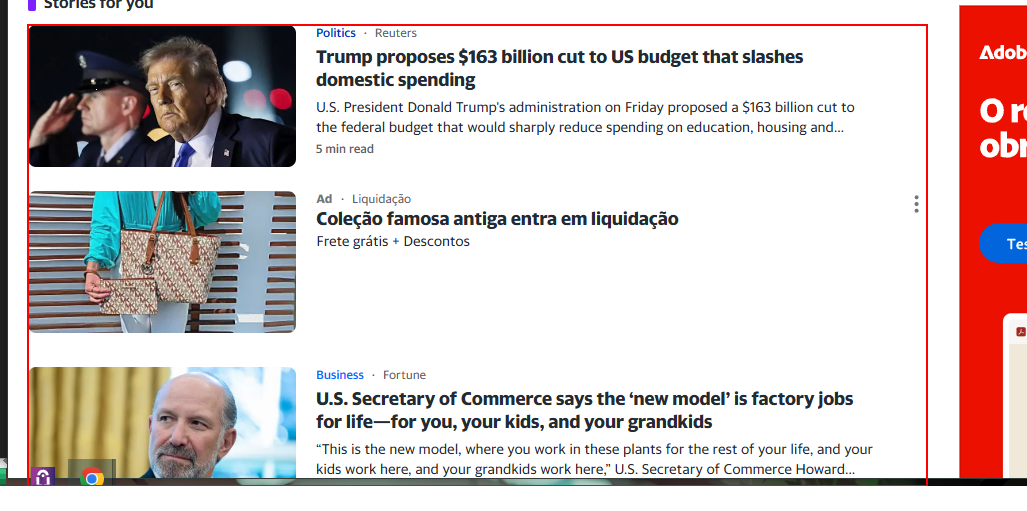 Stories for you
Politics · Reuters
Trump proposes $163 billion cut to US budget that slashes
domestic spending
U.S. President Donald Trump's administration on Friday proposed a $163 billion cut to
the federal budget that would sharply reduce spending on education, housing and...
5 min read
Ad · Liquidação
Coleção famosa antiga entra em liquidação
Frete grátis + Descontos
Business · Fortune
U.S. Secretary of Commerce says the ‘new model’ is factory jobs
for life—for you, your kids, and your grandkids
“This is the new model, where you work in these plants for the rest of your life, and your
kids work here, and your grandkids work here,” U.S. Secretary of Commerce Howard...
Adob
O r
obr
Tes